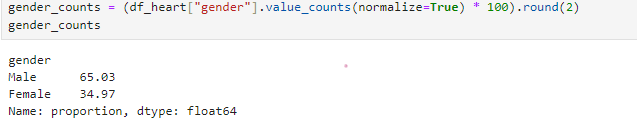 gender_counts = (df_heart["gender"].value_counts(normalize=True) * 100).round(2)
gender_counts
gender
Male 65.03
Female 34.97
Name: proportion, dtype: float64